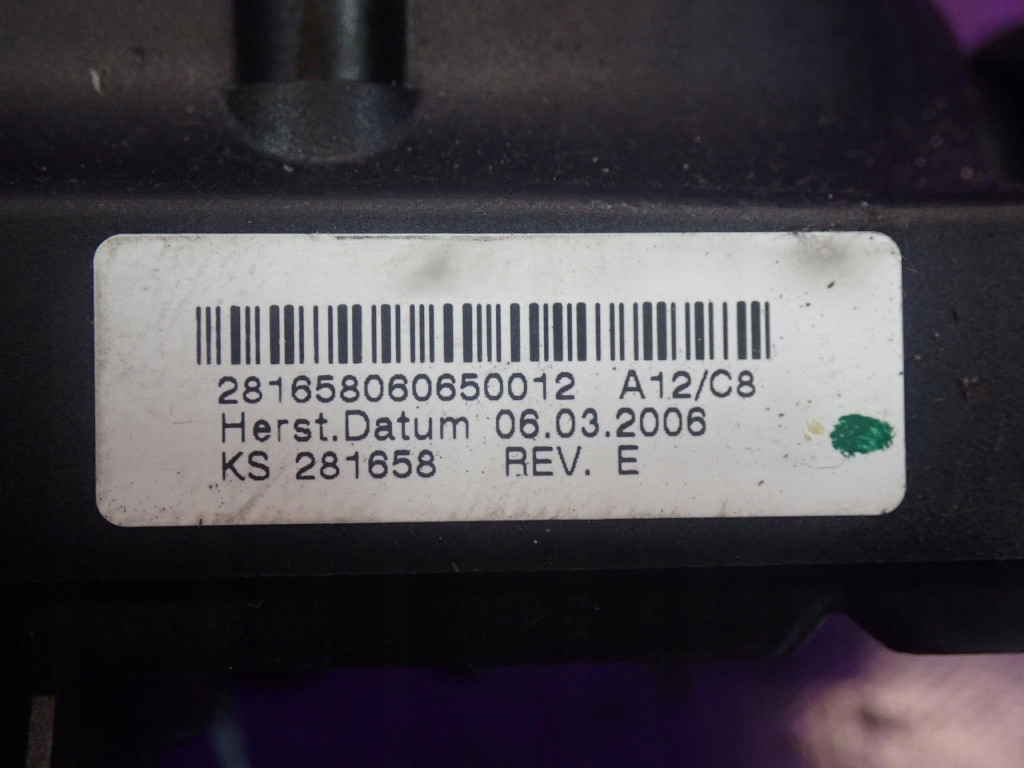 281658060650012 A12/C8
Herst.Datum 06.03.2006
KS 281658 REV. E